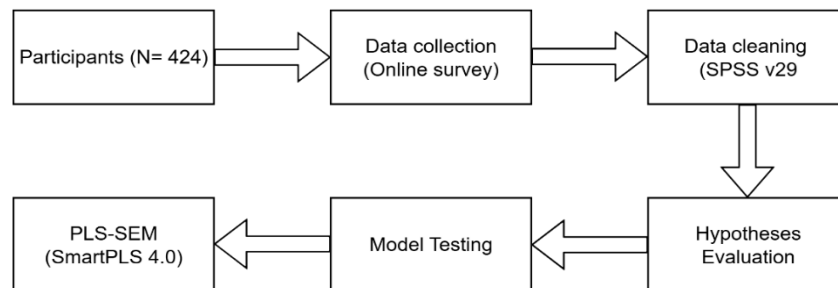 Participants (N= 424)
Data collection
(Online survey)
Data cleaning
(SPSS v29
Hypotheses
Evaluation
Model Testing
PLS-SEM
(SmartPLS 4.0)